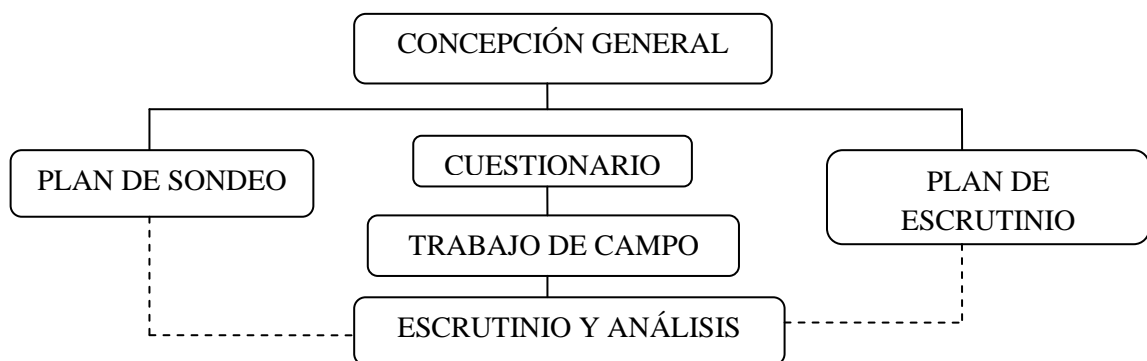 CONCEPCIÓN GENERAL
PLAN DE SONDEO
CUESTIONARIO
PLAN DE
ESCRUTINIO
TRABAJO DE CAMPO
ESCRUTINIO Y ANÁLISIS